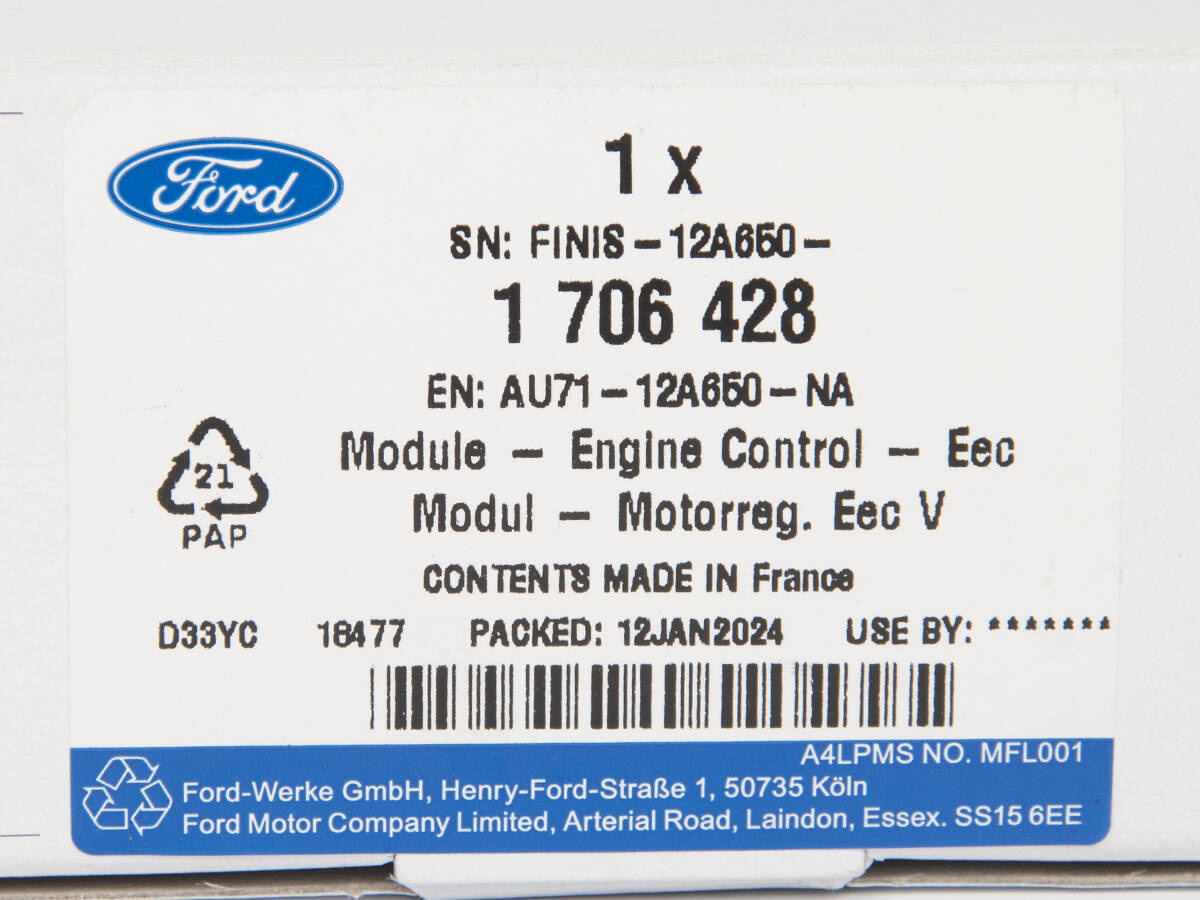 Ford
1 x
SN: FINIS-12A650-
1 706 428
EN: AU71-12A650-NA
Module - Engine Control - Eec
Modul - Motorreg. Eec V
21
PAP
CONTENTS MADE IN France
D33YC 18477 PACKED: 12JAN2024 USE BY: *******
A4LPMS NO. MFL001
Ford-Werke GmbH, Henry-Ford-Straße 1, 50735 Köln
Ford Motor Company Limited, Arterial Road, Laindon, Essex. SS15 6EE